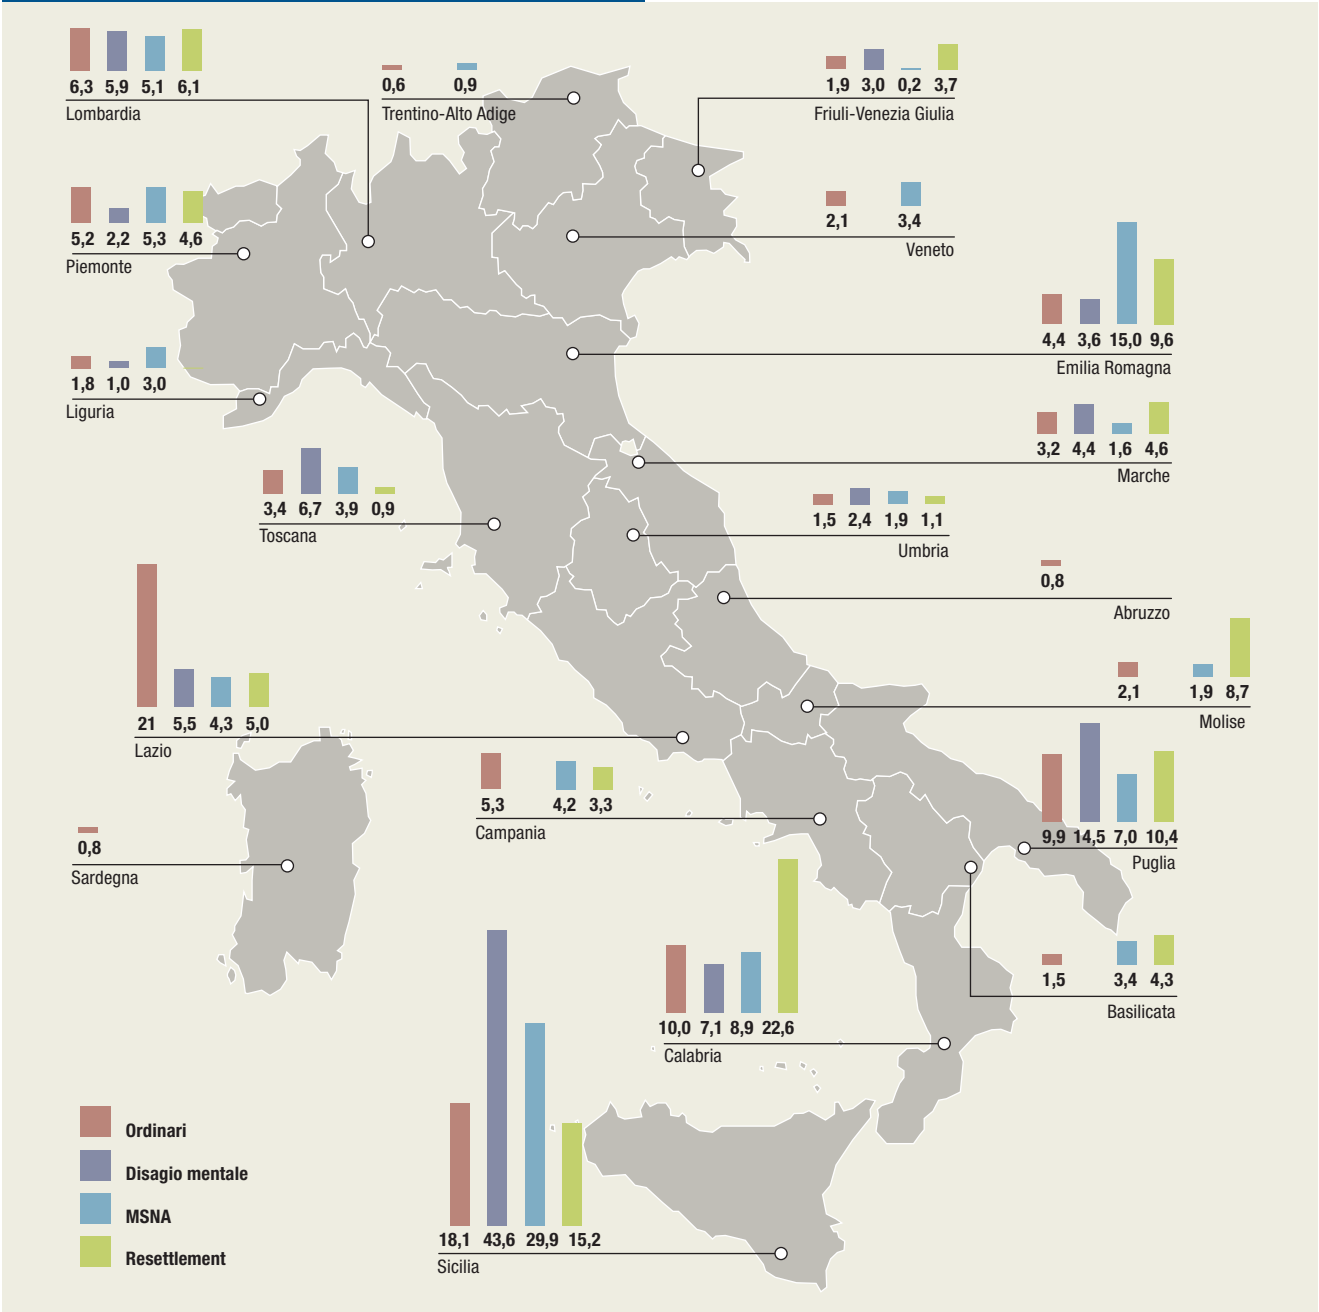 6,3 5,9 5,1 6,1
Lombardia
0,6 0,9
Trentino-Alto Adige
1,9 3,0 0,2 3,7
Friuli-Venezia Giulia
5,2 2,2 5,3 4,6
Piemonte
2,1 3,4
Veneto
4,4 3,6 15,0 9,6
Emilia Romagna
1,8 1,0 3,0
Liguria
3,2 4,4 1,6 4,6
Marche
3,4 6,7 3,9 0,9
Toscana
1,5 2,4 1,9 1,1
Umbria
0,8
Abruzzo
2,1 1,9 8,7
Molise
21 5,5 4,3 5,0
Lazio
5,3 4,2 3,3
Campania
9,9 14,5 7,0 10,4
Puglia
0,8
Sardegna
1,5 3,4 4,3
Basilicata
10,0 7,1 8,9 22,6
Calabria
18,1 43,6 29,9 15,2
Sicilia
Ordinari
Disagio mentale
MSNA
Resettlement